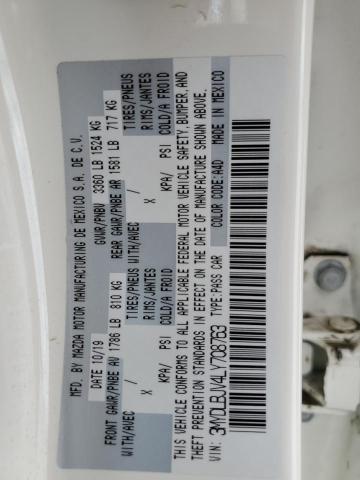 MFD. BY MAZDA MOTOR MANUFACTURING DE MEXICO S.A. DE C.V.
DATE 10/19 GVWR/PNBV 3360 LB 1524 KG
FRONT GAWR/PNBE AV 1786 LB 810 KG REAR GAWR/PNBE AR 1581 LB 717 KG
WITH/AVEC TIRES/PNEUS WITH/AVEC TIRES/PNEUS
X RIMS/JANTES X RIMS/JANTES
KPA/ PSI COLD/A FROID KPA/ PSI COLD/A FROID
THIS VEHICLE CONFORMS TO ALL APPLICABLE FEDERAL MOTOR VEHICLE SAFETY, BUMPER, AND
THEFT PREVENTION STANDARDS IN EFFECT ON THE DATE OF MANUFACTURE SHOWN ABOVE.
VIN: 3MYDLBJV4LY708763 TYPE:PASS CAR COLOR CODE:A4D MADE IN MEXICO